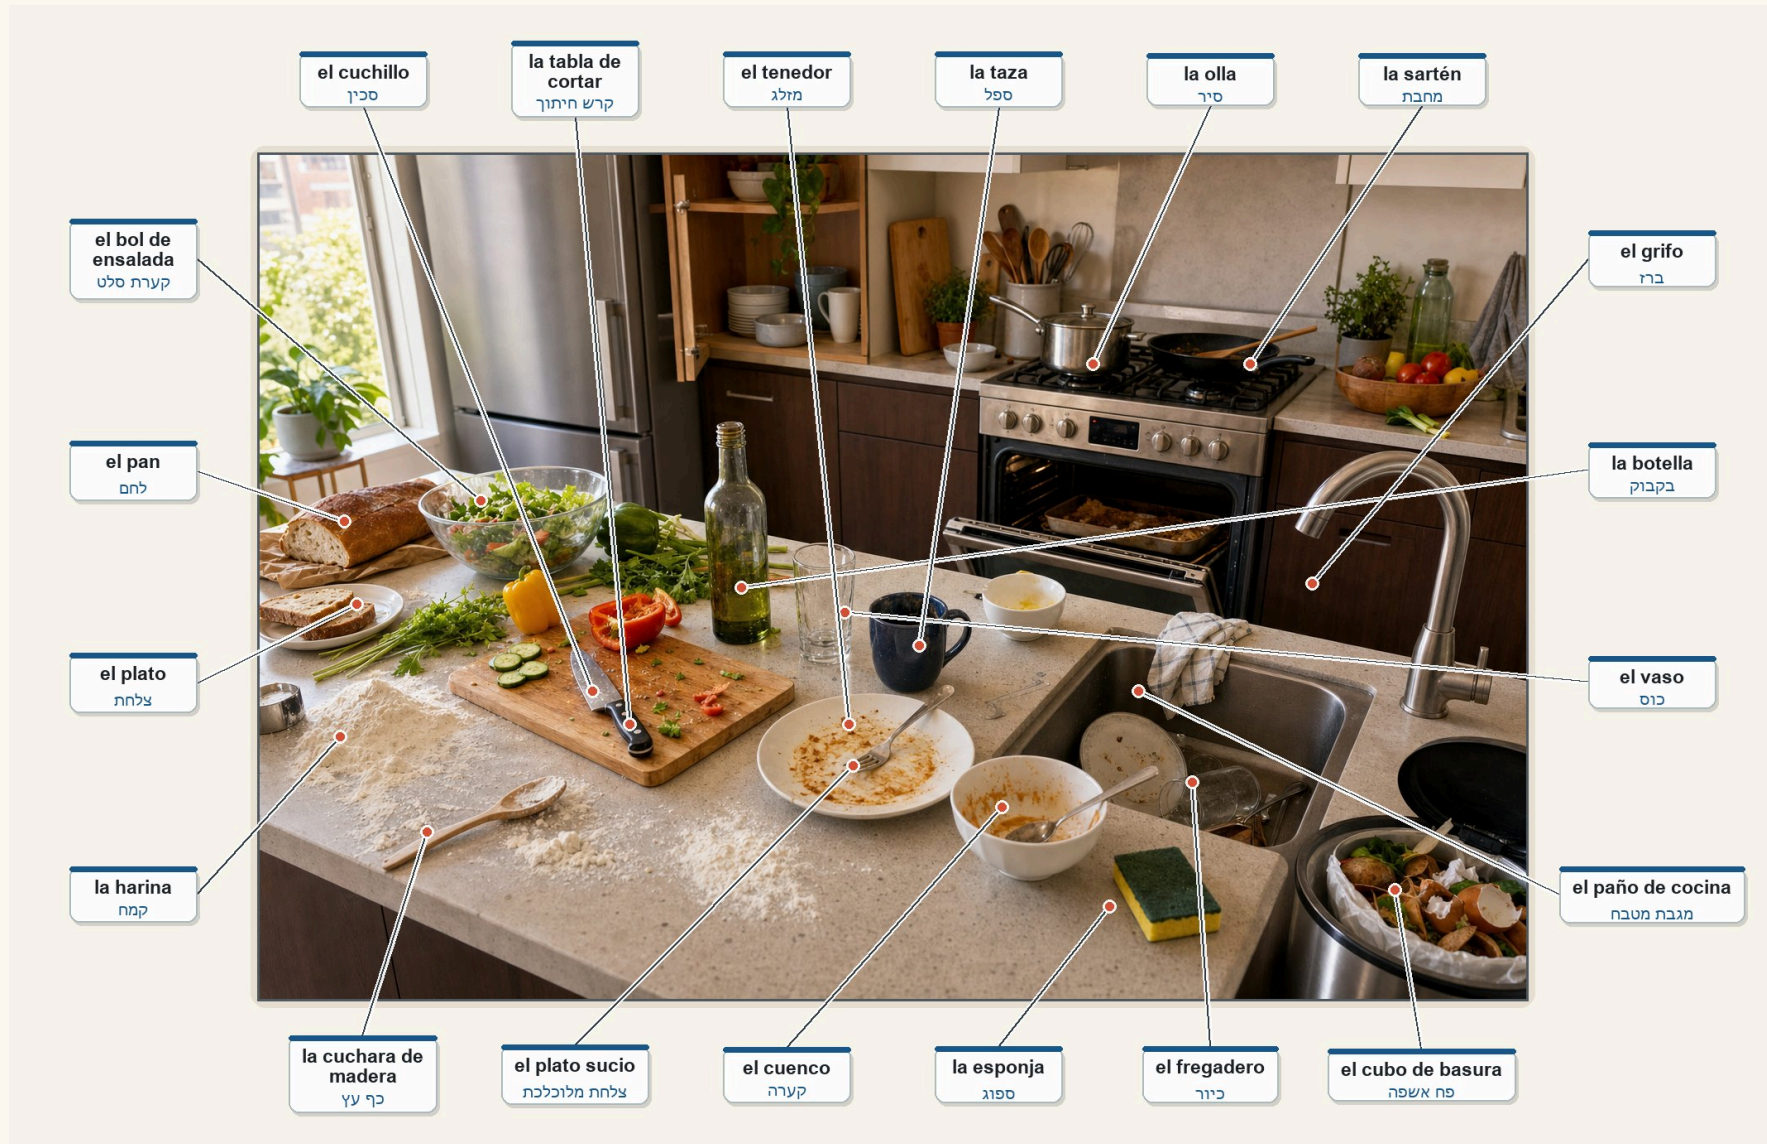 el cuchillo
סכין
la tabla de
cortar
קרש חיתוך
el tenedor
מזלג
la taza
ספל
la olla
סיר
la sartén
מחבת
el bol de
ensalada
קערת סלט
el grifo
ברז
el pan
לחם
la botella
בקבוק
el plato
צלחת
el vaso
כוס
la harina
קמח
el paño de cocina
מגבת מטבח
la cuchara de
madera
כף עץ
el plato sucio
צלחת מלוכלכת
el cuenco
קערה
la esponja
ספוג
el fregadero
כיור
el cubo de basura
פח אשפה